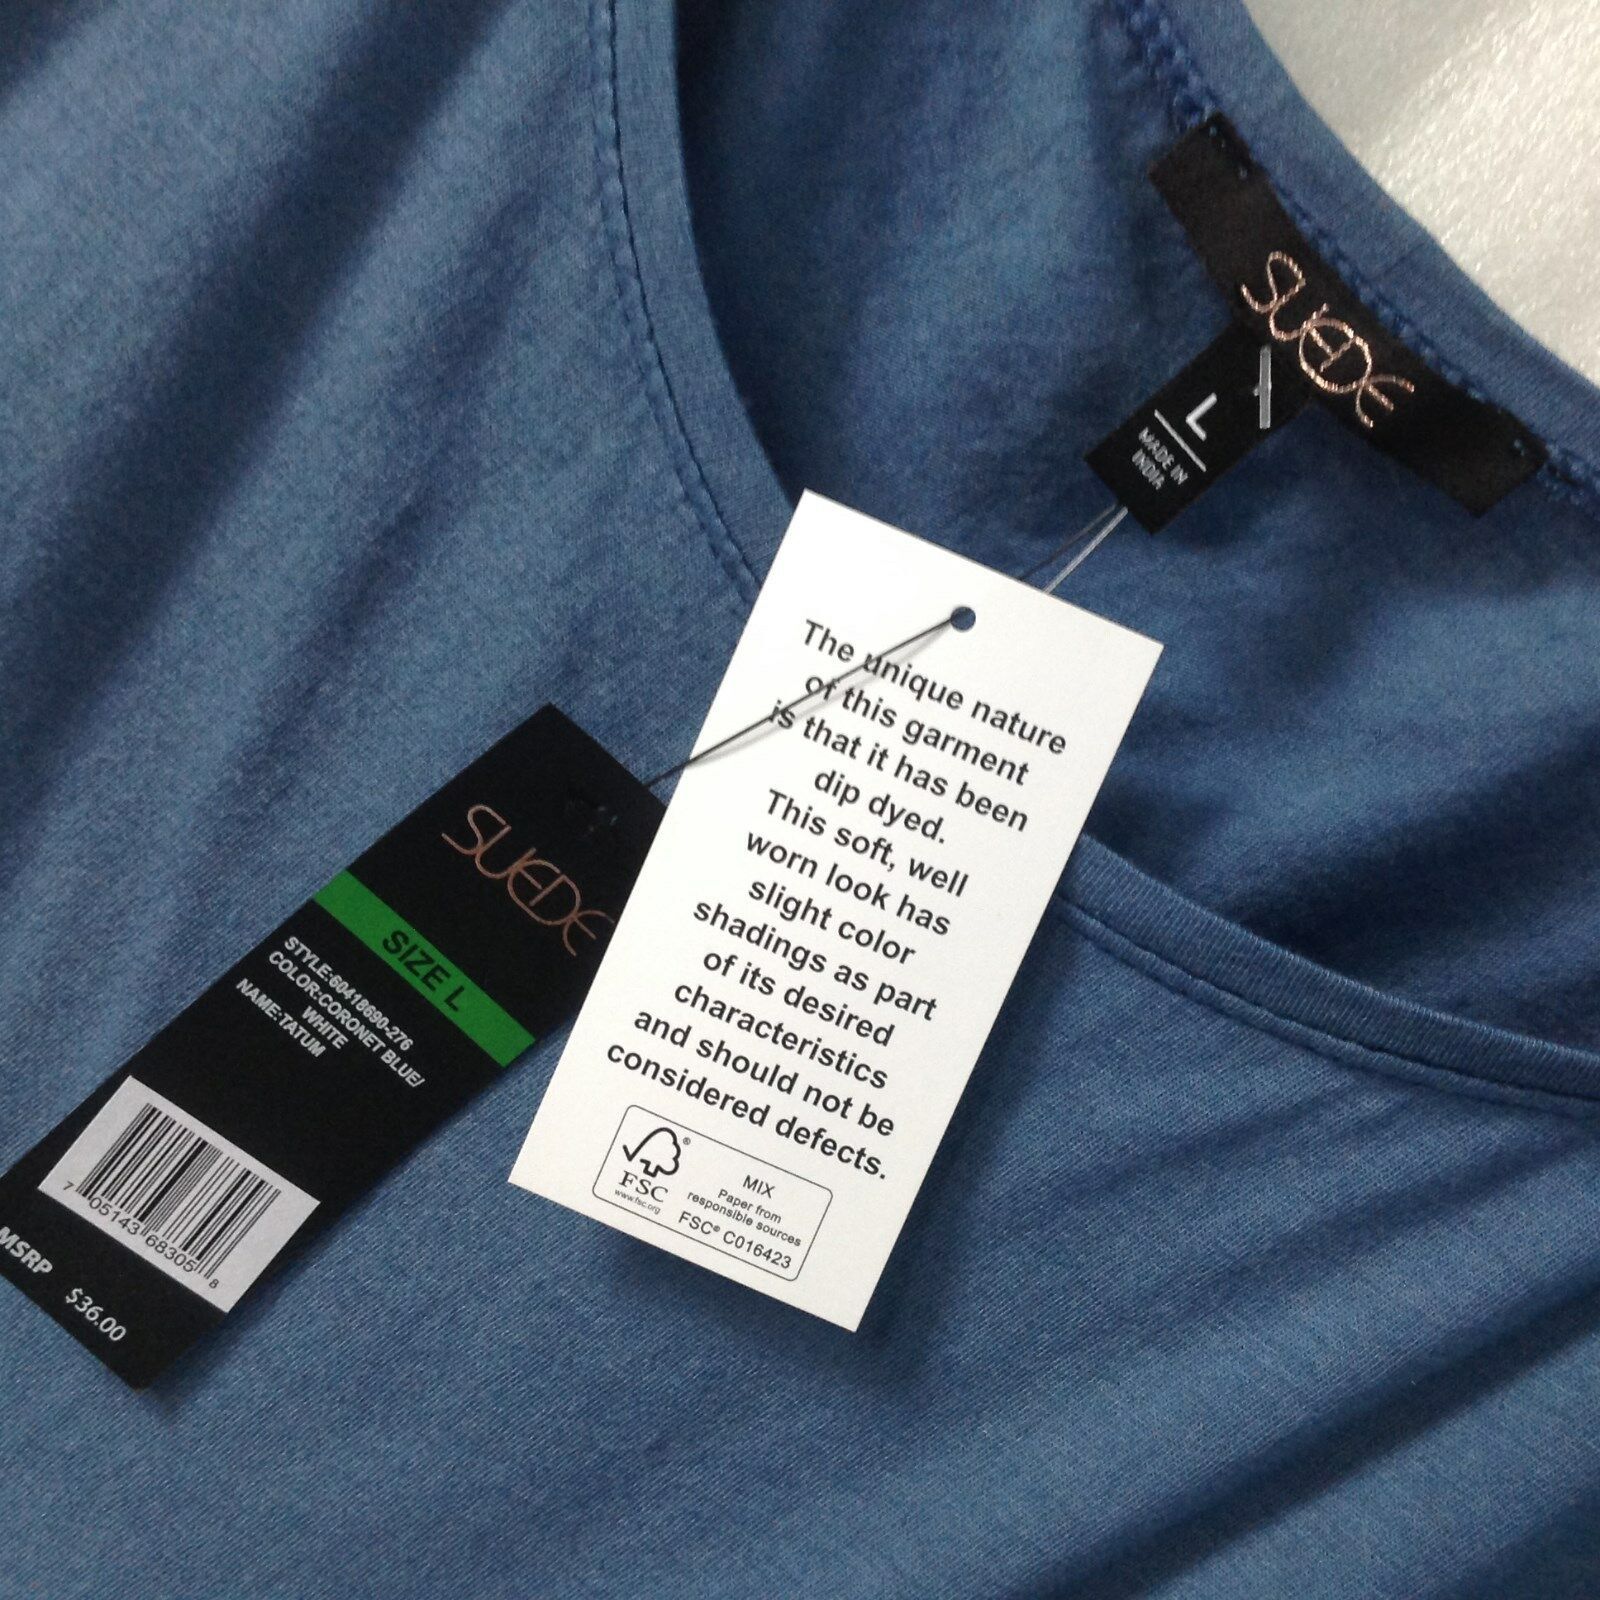 SUEDE
L
MADE IN
INDIA
The unique nature
of this garment
is that it has been
dip dyed.
This soft, well
worn look has
slight color
shadings as part
of its desired
characteristics
and should not be
considered defects.
FSC
www.fsc.org
MIX
Paper from
responsible sources
FSC® C016423
SUEDE
SIZE L
STYLE:60418690-276
COLOR:CORONET BLUE/
WHITE
NAME:TATUM
7 05143 68305 8
MSRP
$36.00